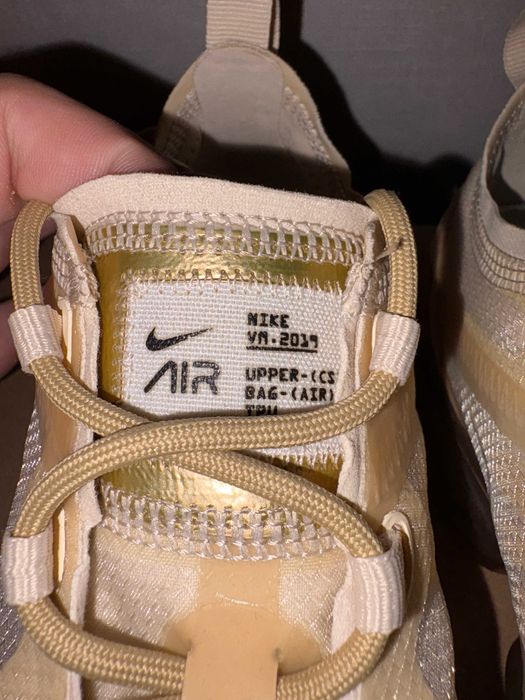 NIKE
VM.2019
AIR
UPPER-(CS
BAG-(AIR)
TPU